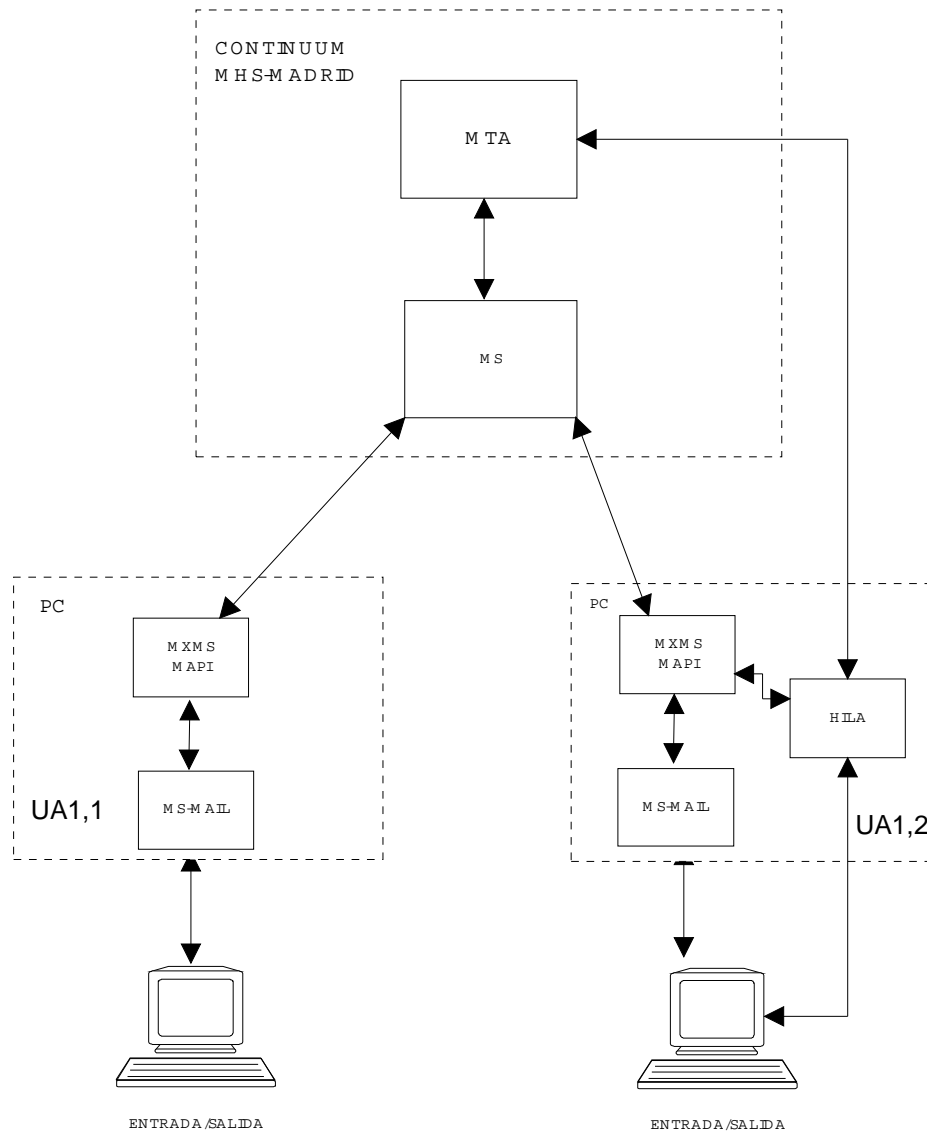 CONTINUUM
MHS-MADRID
MTA
MS
PC
MXMS
MAPI
MS-MAIL
UA1,1
PC
MXMS
MAPI
HILA
MS-MAIL
UA1,2
ENTRADA/SALIDA
ENTRADA/SALIDA